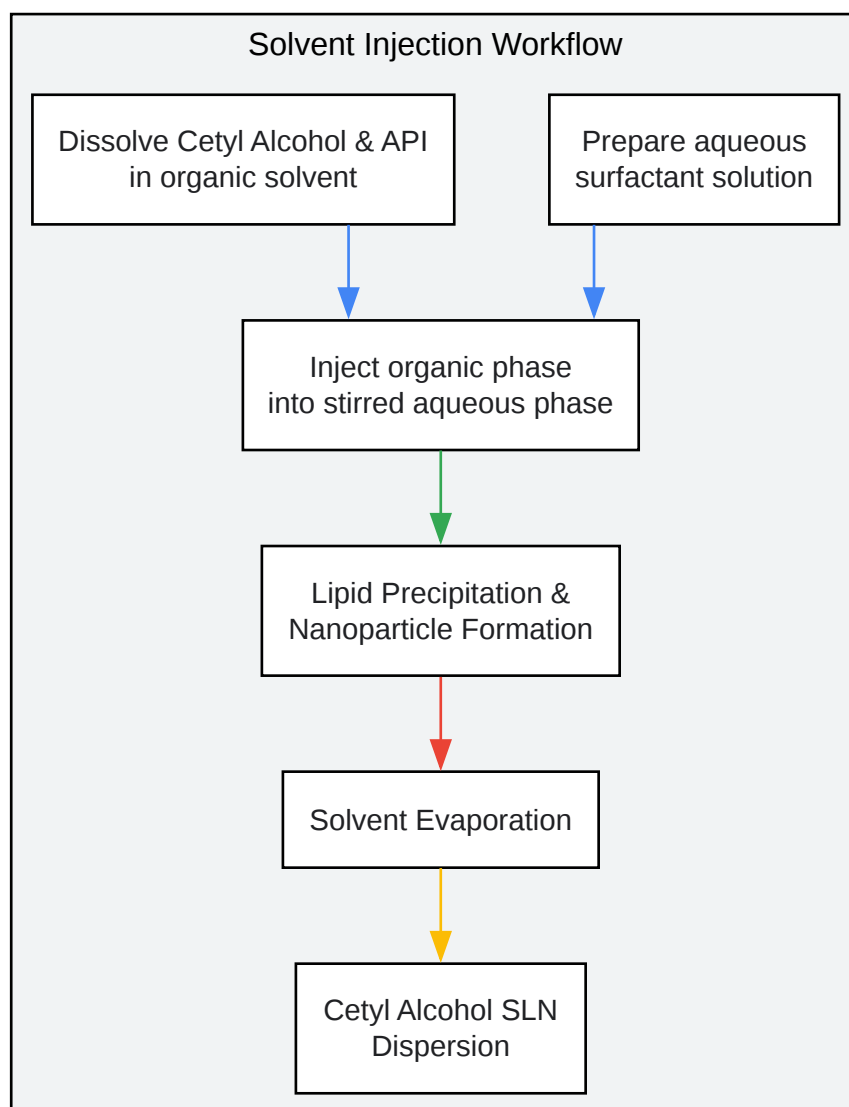 Solvent Injection Workflow
Dissolve Cetyl Alcohol & API
in organic solvent
Prepare aqueous
surfactant solution
Inject organic phase
into stirred aqueous phase
Lipid Precipitation &
Nanoparticle Formation
Solvent Evaporation
Cetyl Alcohol SLN
Dispersion